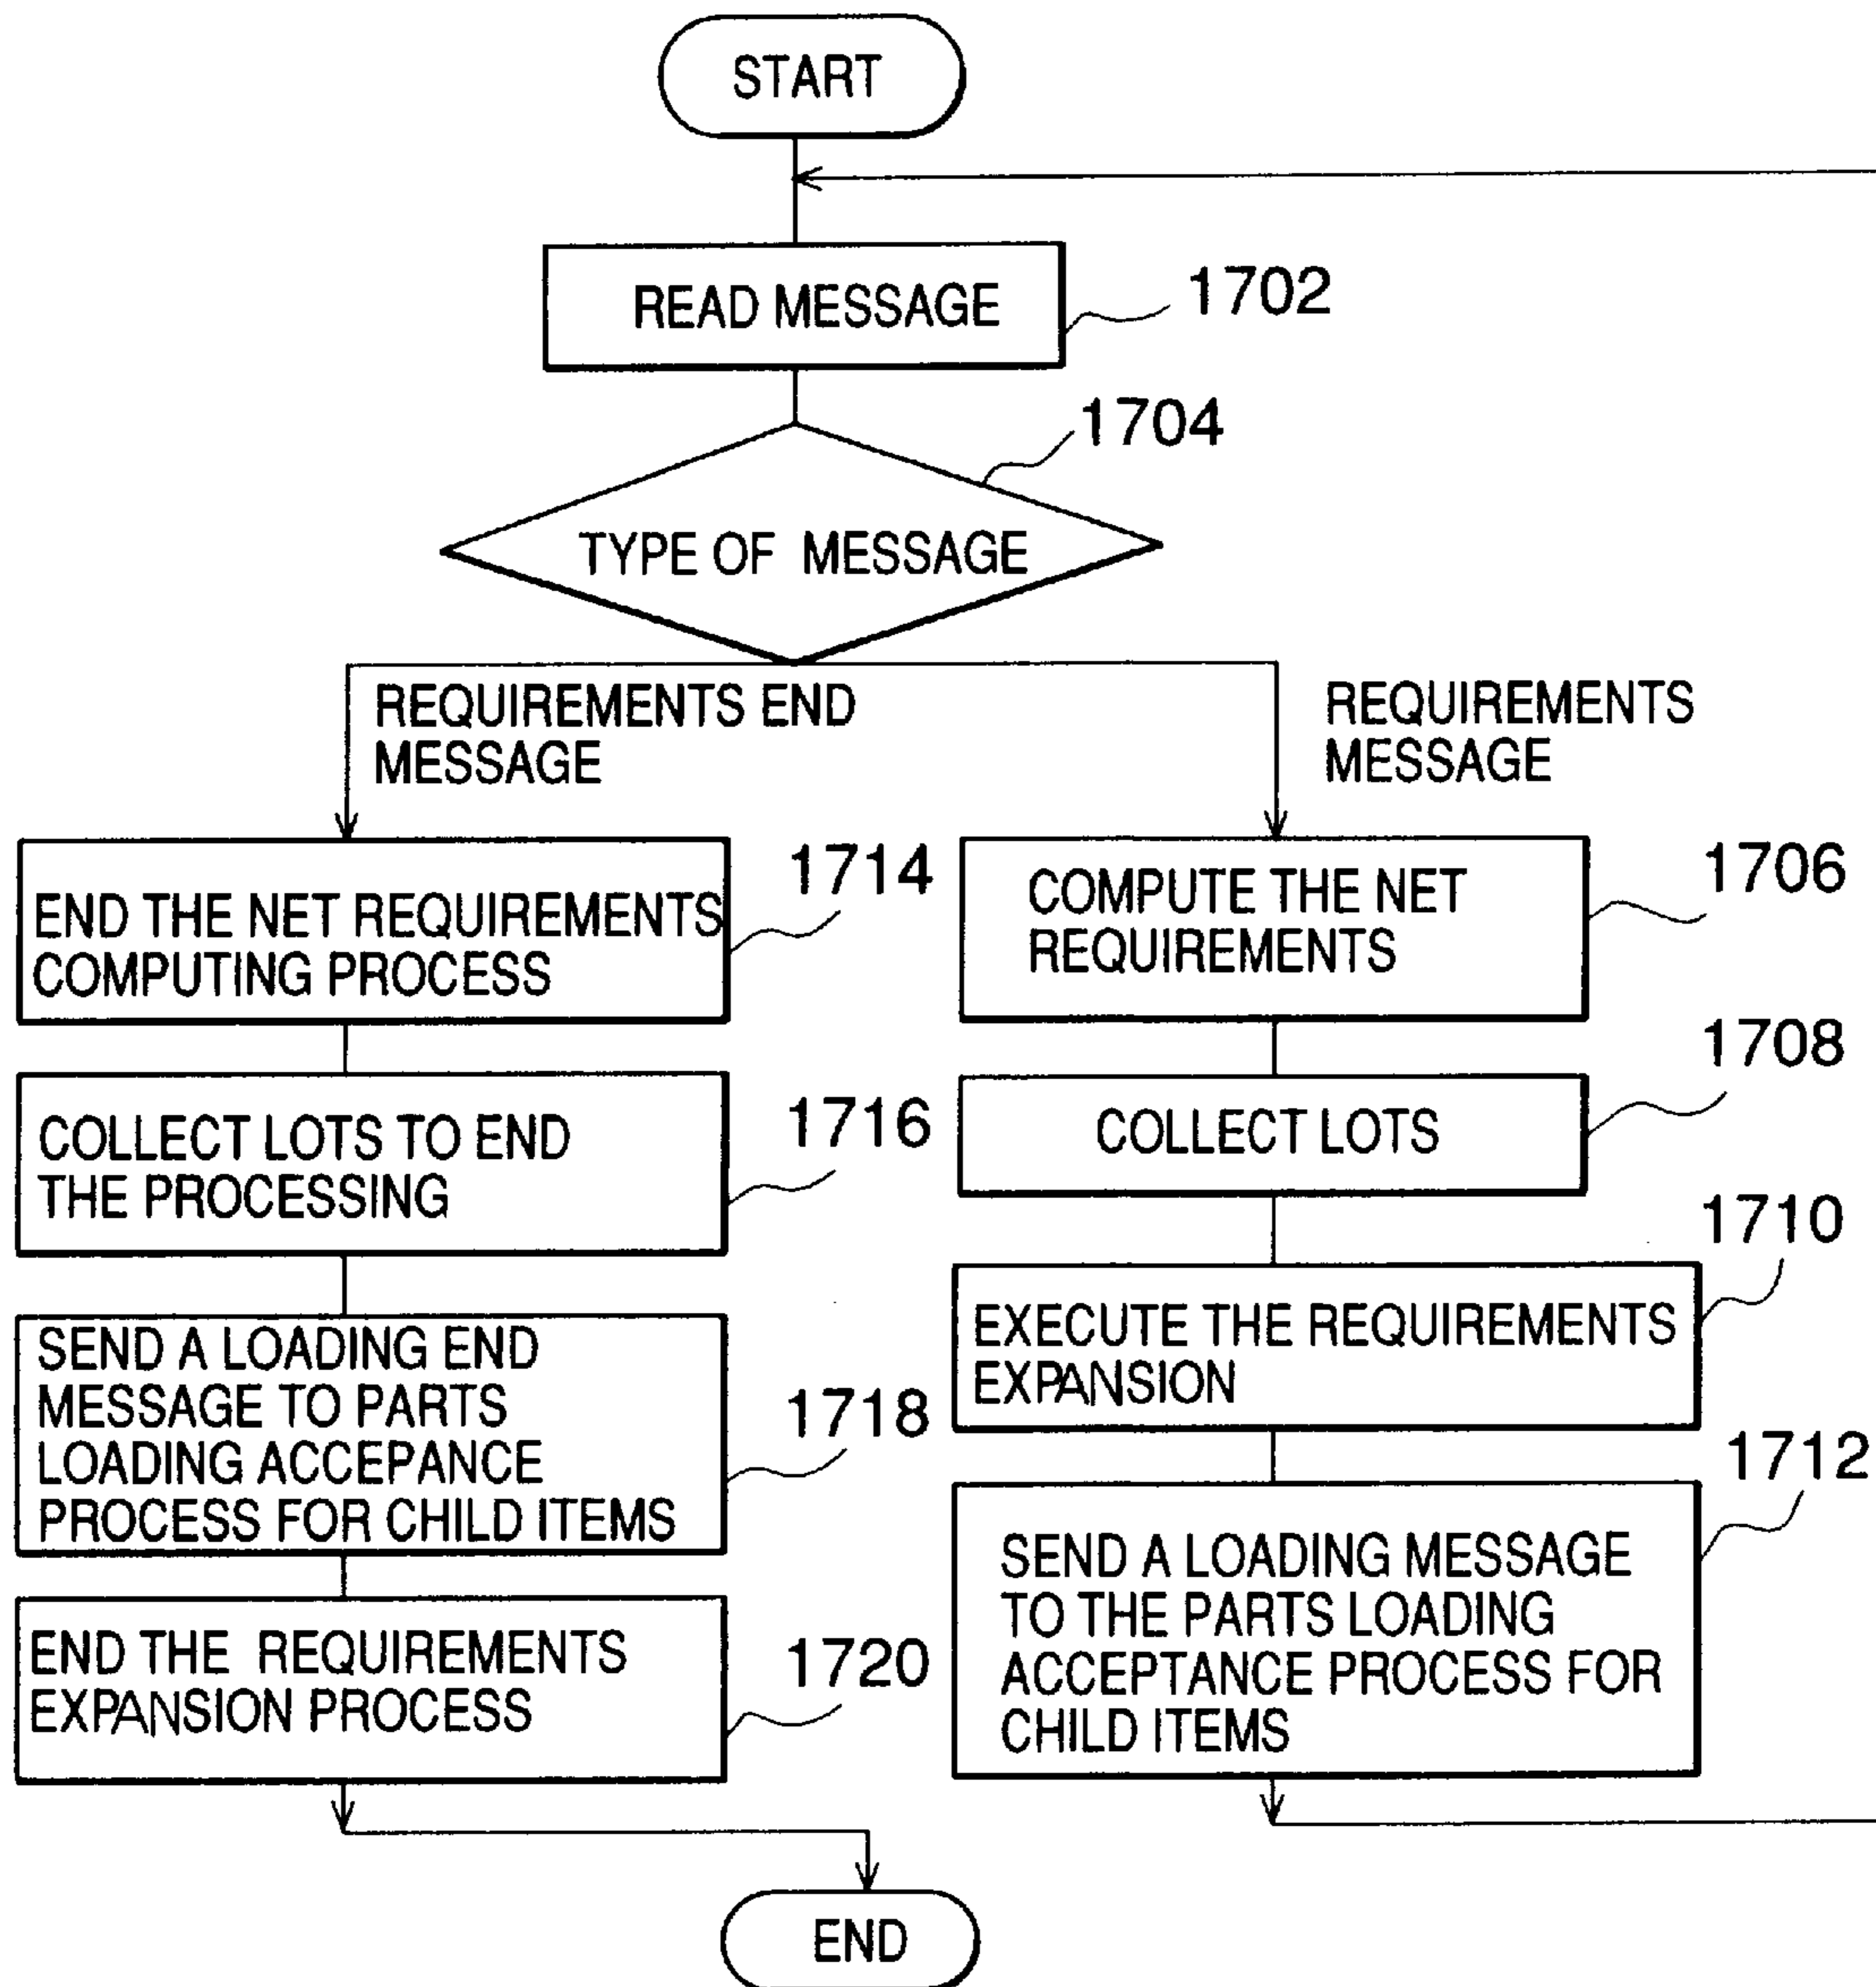 START
READ MESSAGE
1702
1704
TYPE OF MESSAGE
REQUIREMENTS END
MESSAGE
REQUIREMENTS
MESSAGE
END THE NET REQUIREMENTS
COMPUTING PROCESS
1714
COLLECT LOTS TO END
THE PROCESSING
1716
SEND A LOADING END
MESSAGE TO PARTS
LOADING ACCEPANCE
PROCESS FOR CHILD ITEMS
1718
END THE REQUIREMENTS
EXPANSION PROCESS
1720
COMPUTE THE NET
REQUIREMENTS
1706
COLLECT LOTS
1708
EXECUTE THE REQUIREMENTS
EXPANSION
1710
SEND A LOADING MESSAGE
TO THE PARTS LOADING
ACCEPTANCE PROCESS FOR
CHILD ITEMS
1712
END